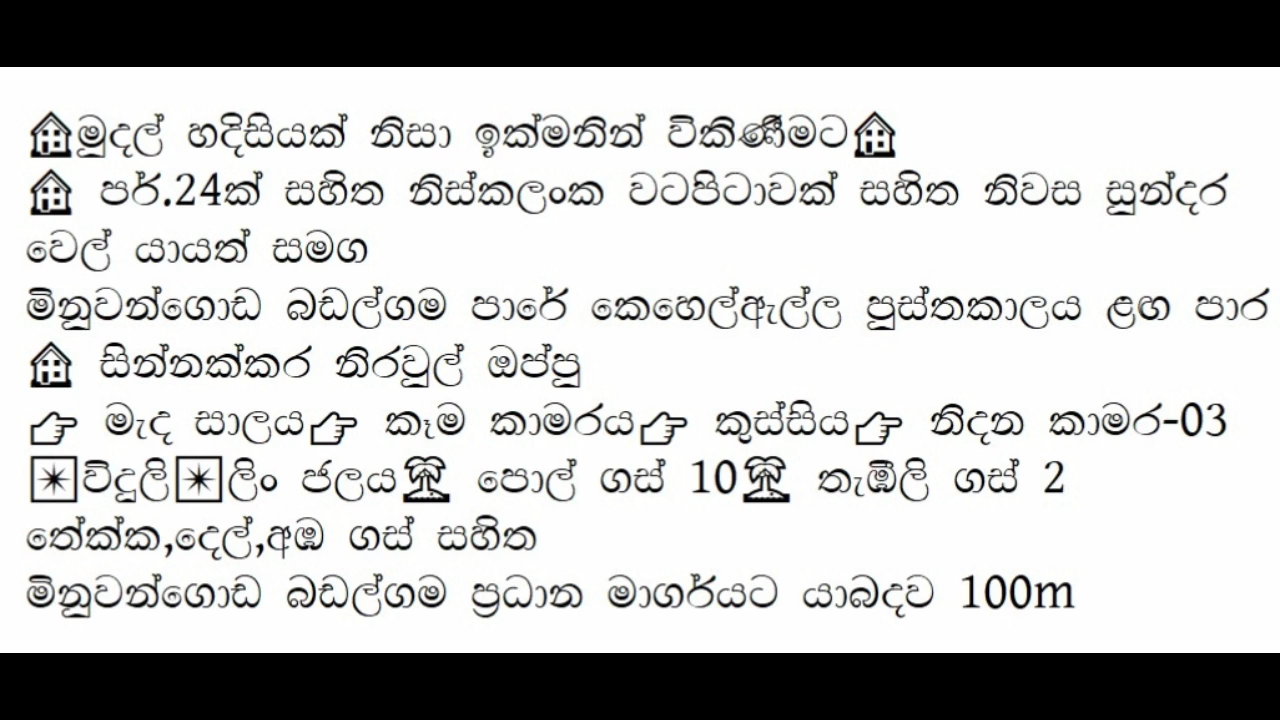 🏠මුදල් හදිසියක් නිසා ඉක්මනින් විකිණීමට🏠
🏠 පර්.24ක් සහිත නිස්කලංක වටපිටාවක් සහිත නිවස සුන්දර
වෙල් යායත් සමග
මිනුවන්ගොඩ බඩල්ගම පාරේ කෙහෙල්ඇල්ල පුස්තකාලය ළඟ පාර
🏠 සින්නක්කර නිරවුල් ඔප්පු
👉 මැද සාලය👉 කෑම කාමරය👉 කුස්සිය👉 නිදන කාමර-03
✴විදුලි✴ලිං ජලය🏝 පොල් ගස් 10🏝 තැඹිලි ගස් 2
තේක්ක,දෙල්,අඹ ගස් සහිත
මිනුවන්ගොඩ බඩල්ගම ප්‍රධාන මාගර්යට යාබදව 100m